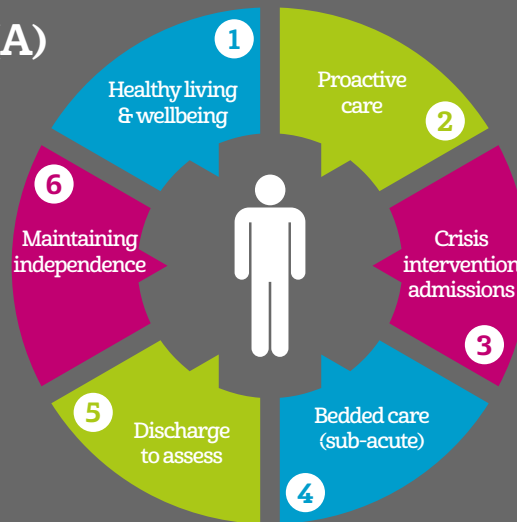 A)
1
Healthy living
& wellbeing
Proactive
care
2
Crisis
intervention
admissions
3
Bedded care
(sub-acute)
4
5
Discharge
to assess
6
Maintaining
independence